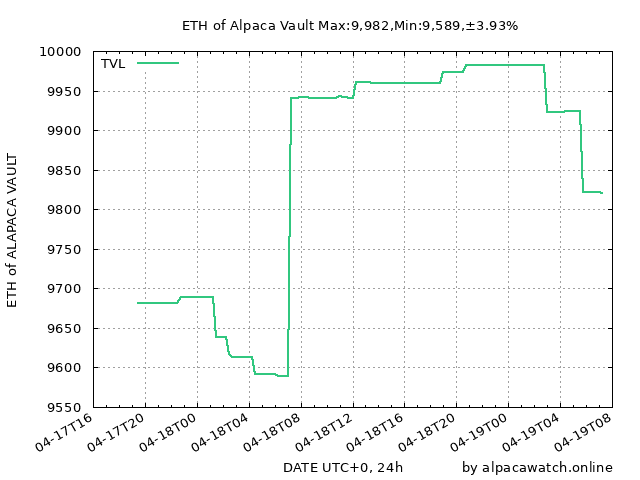 ETH of Alpaca Vault Max:9,982,Min:9,589,±3.93%
10000
TVL
9950
9900
9850
9800
9750
9700
9650
9600
9550
ETH of ALAPACA VAULT
04-17T16
04-17T20
04-18T00
04-18T04
04-18T08
04-18T12
04-18T16
04-18T20
04-19T00
04-19T04
04-19T08
DATE UTC+0, 24h
by alpacawatch.online